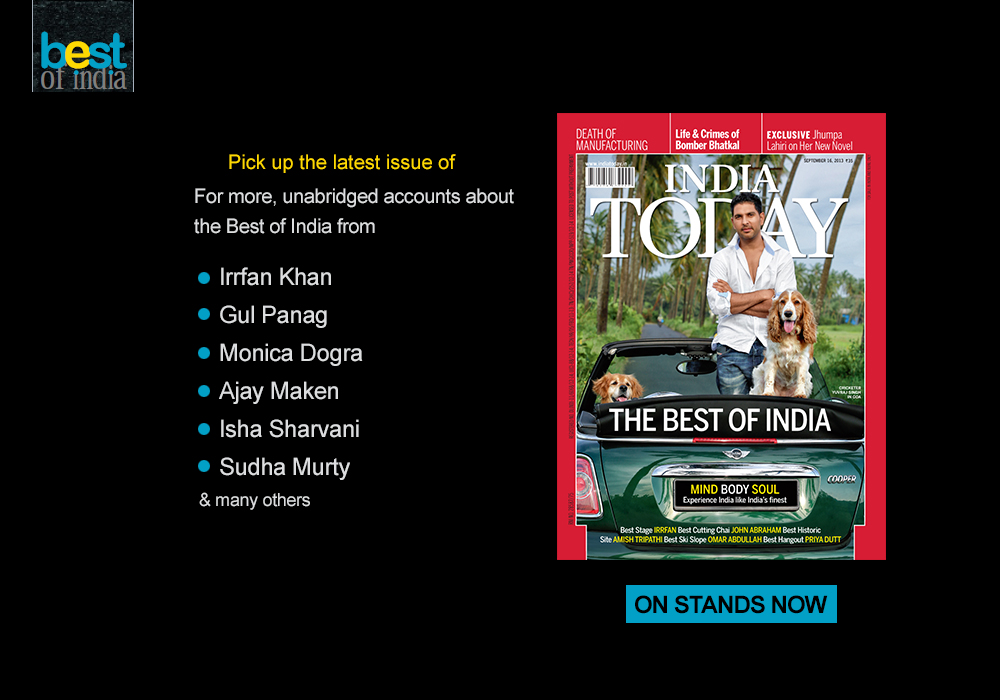 best
of india
Pick up the latest issue of
For more, unabridged accounts about
the Best of India from
Irrfan Khan
Gul Panag
Monica Dogra
Ajay Maken
Isha Sharvani
Sudha Murty
& many others
DEATH OF
MANUFACTURING
Life & Crimes of
Bomber Bhatkal
EXCLUSIVE Jhumpa
Lahiri on Her New Novel
www.indiatoday.in
SEPTEMBER 16, 2013 ₹35
INDIA
TODAY
CRICKETER
YUVRAJ SINGH
IN GOA
THE BEST OF INDIA
COOPER
MIND BODY SOUL
Experience India like India's finest
Best Stage IRRFAN Best Cutting Chai JOHN ABRAHAM Best Historic
Site AMISH TRIPATHI Best Ski Slope OMAR ABDULLAH Best Hangout PRIYA DUTT
ON STANDS NOW